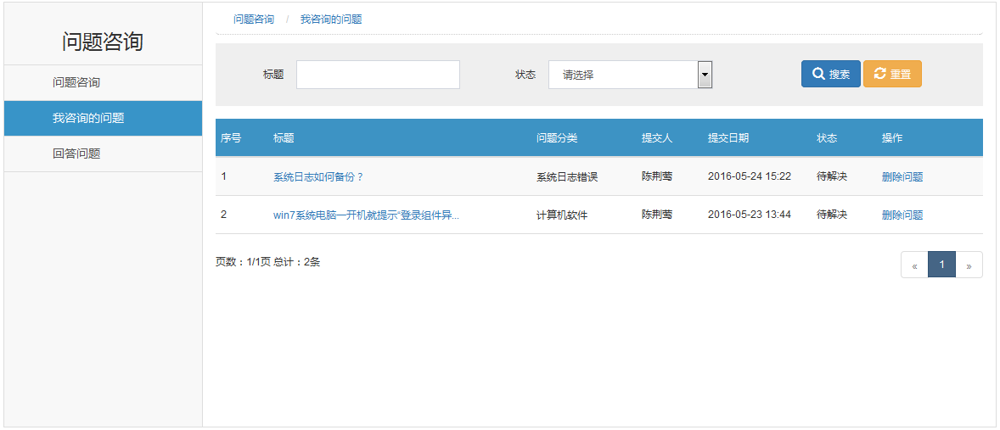 问题咨询
问题咨询
我咨询的问题
回答问题
问题咨询 / 我咨询的问题
标题 状态 请选择 搜索 重置
序号 标题 问题分类 提交人 提交日期 状态 操作
1 系统日志如何备份？ 系统日志错误 陈荆莺 2016-05-24 15:22 待解决 删除问题
2 win7系统电脑一开机就提示“登录组件异... 计算机软件 陈荆莺 2016-05-23 13:44 待解决 删除问题
页数：1/1页 总计：2条 « 1 »